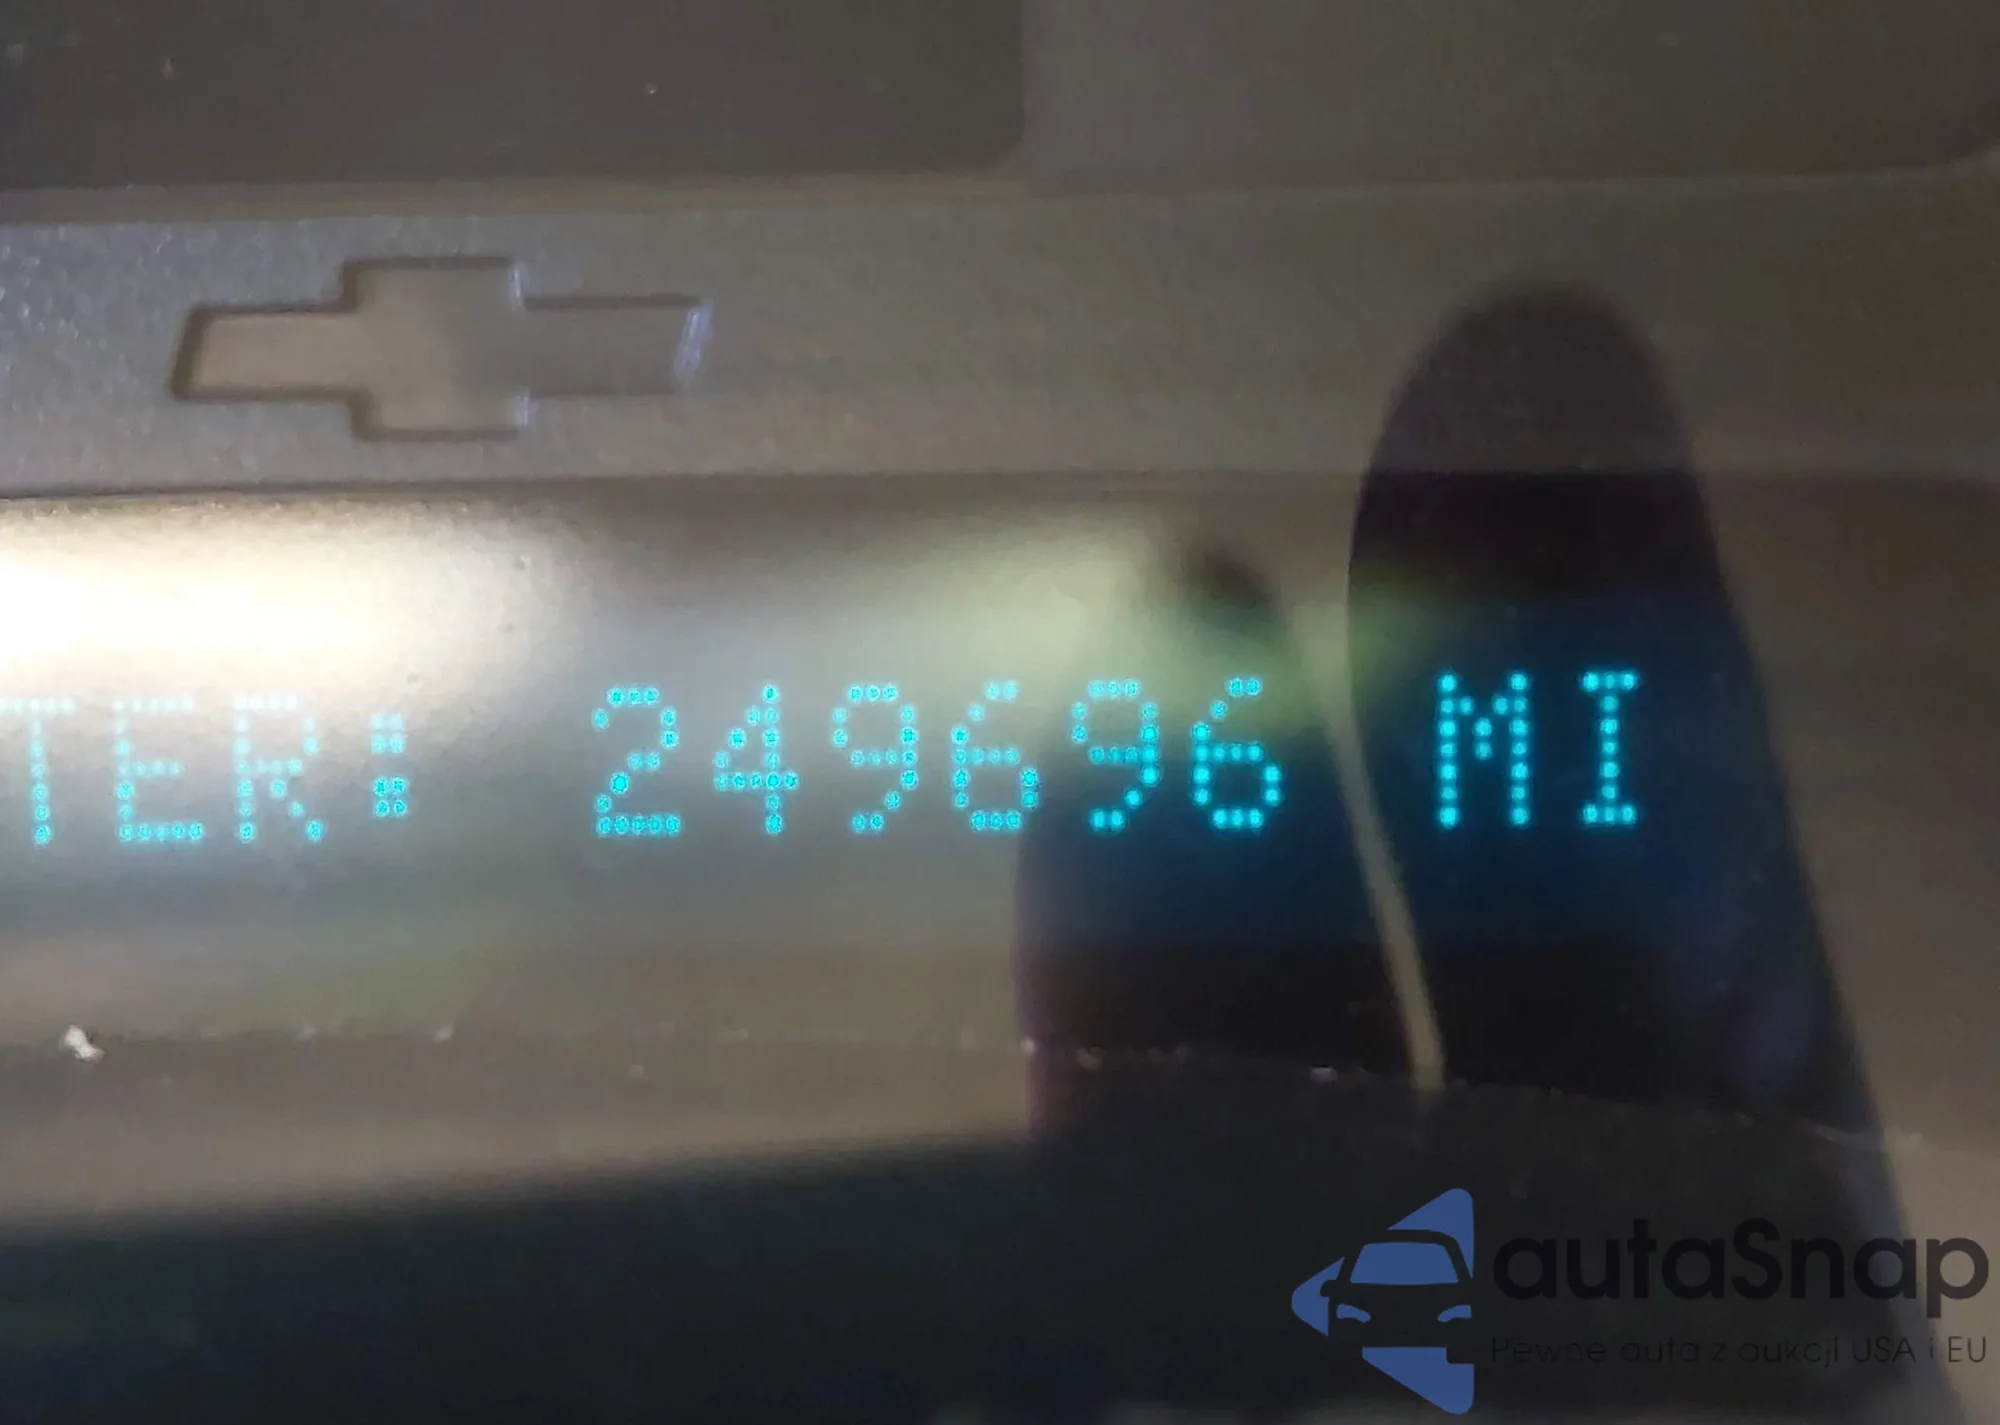 TER: 249696 MI
autaSnap
Pewne auta z aukcji USA i EU